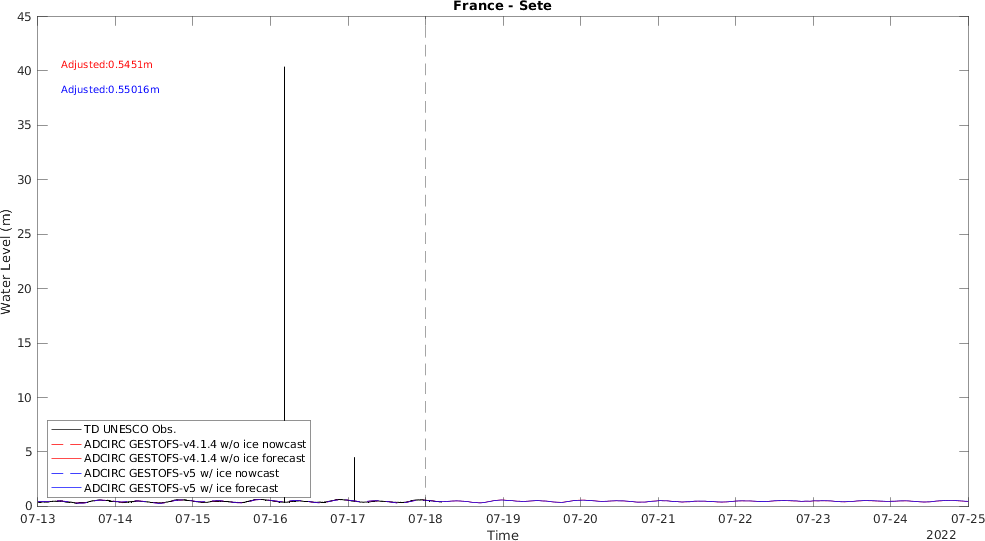 France - Sete
45
Adjusted:0.5451m
40
Adjusted:0.55016m
35
30
25
Water Level (m)
20
15
10
TD UNESCO Obs.
ADCIRC GESTOFS-v4.1.4 w/o ice nowcast
5
ADCIRC GESTOFS-v4.1.4 w/o ice forecast
ADCIRC GESTOFS-v5 w/ ice nowcast
ADCIRC GESTOFS-v5 w/ ice forecast
0
07-13 07-14 07-15 07-16 07-17 07-18 07-19 07-20 07-21 07-22 07-23 07-24 07-25
Time
2022